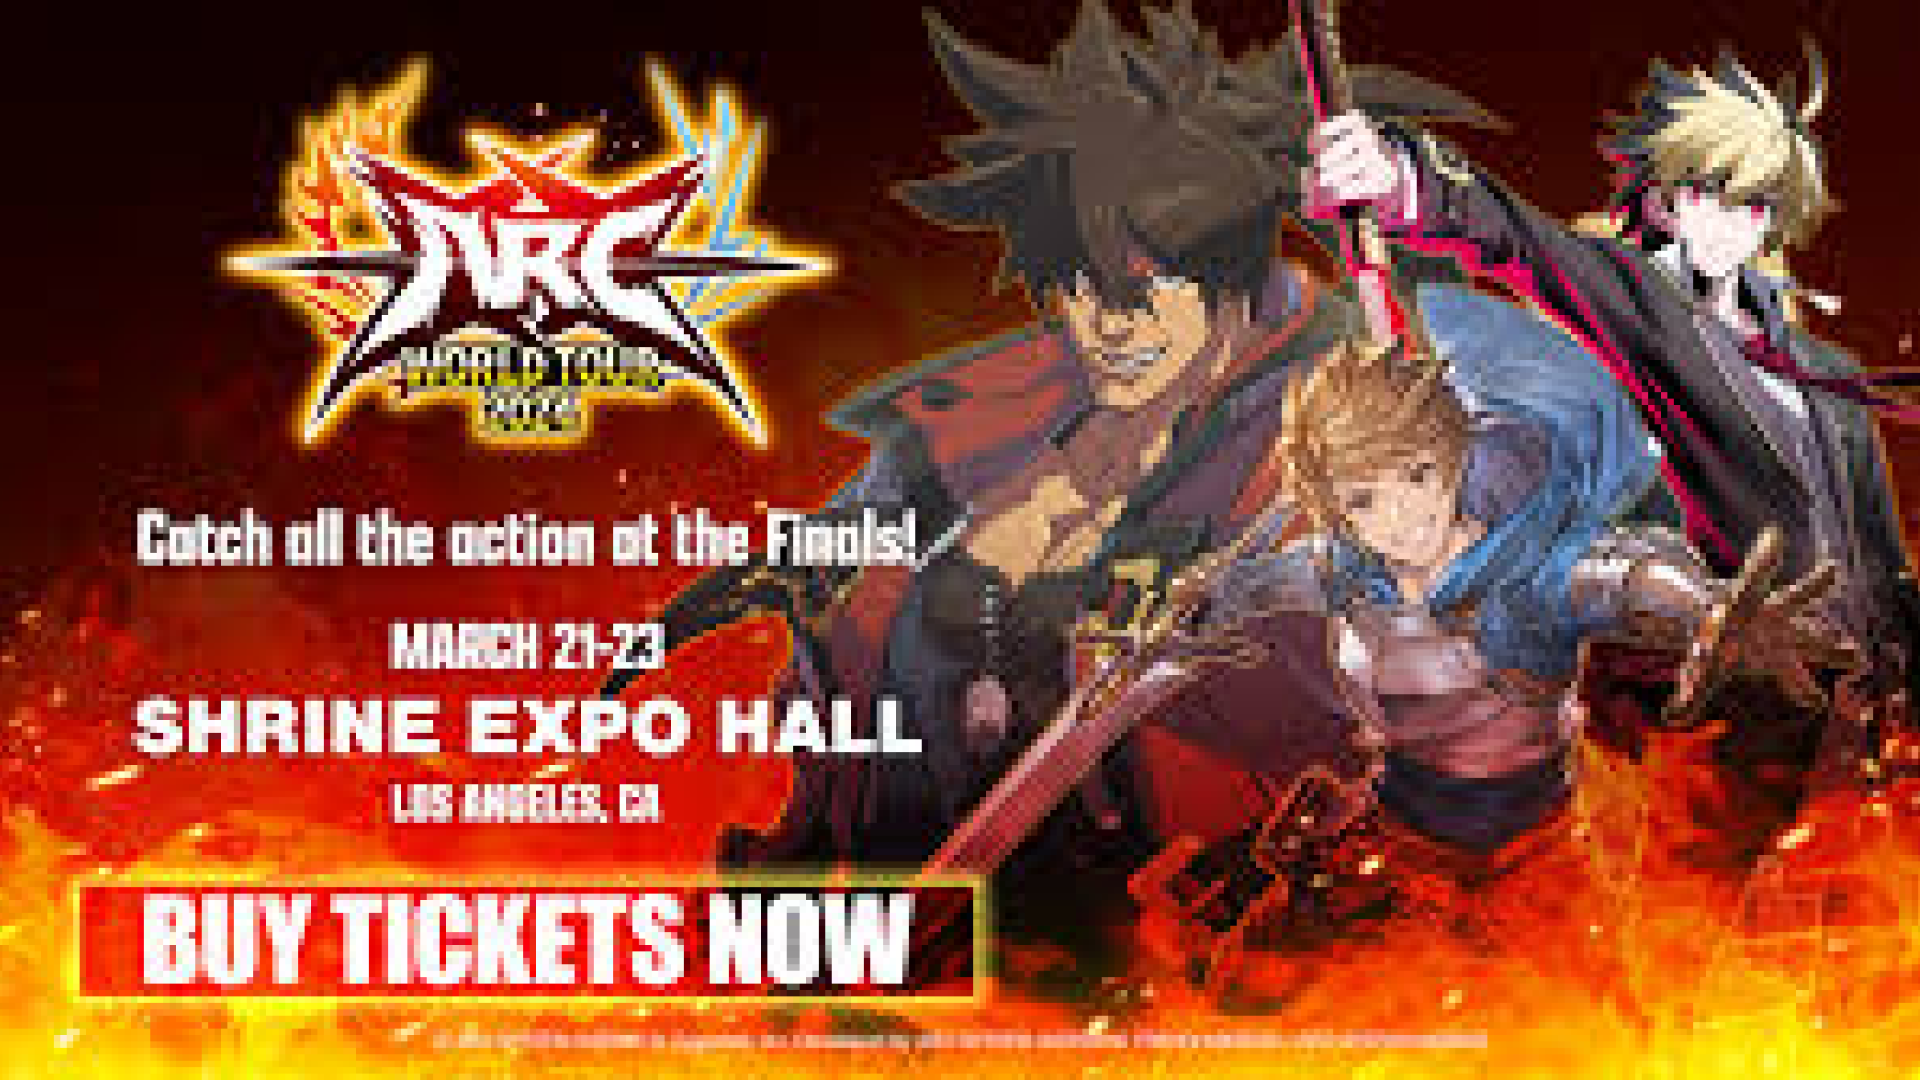 ARC
WORLD TOUR
Catch all the action at the Finals!
MARCH 21-23
SHRINE EXPO HALL
LOS ANGELES, CA
BUY TICKETS NOW